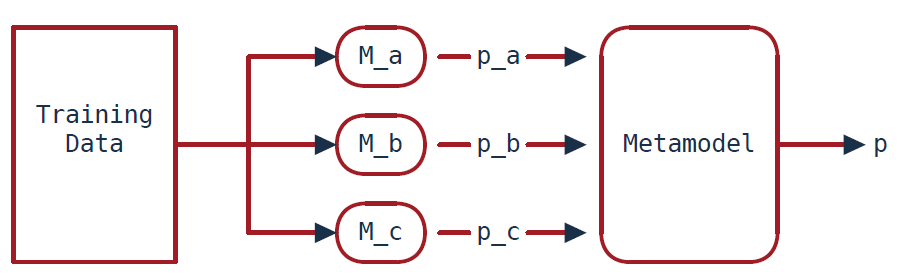 Training
Data
M_a
p_a
M_b
p_b
Metamodel
p
M_c
p_c